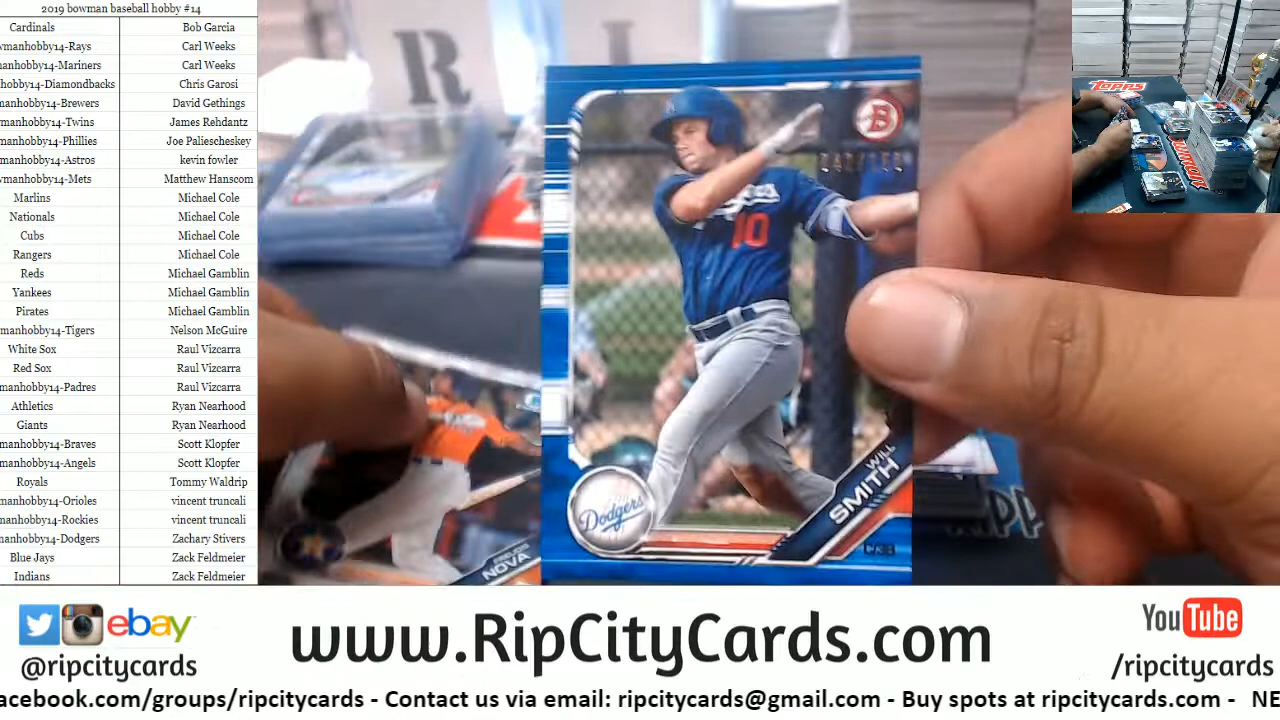 2019 bowman baseball hobby #14
Cardinals Bob Garcia
wmanhobby14-Rays Carl Weeks
manhobby14-Mariners Carl Weeks
hobby14-Diamondbacks Chris Garosi
manhobby14-Brewers David Gethings
manhobby14-Twins James Rehdantz
manhobby14-Phillies Joe Paliescheskey
manhobby14-Astros kevin fowler
wmanhobby14-Mets Matthew Hanscom
Marlins Michael Cole
Nationals Michael Cole
Cubs Michael Cole
Rangers Michael Cole
Reds Michael Gamblin
Yankees Michael Gamblin
Pirates Michael Gamblin
manhobby14-Tigers Nelson McGuire
White Sox Raul Vizcarra
Red Sox Raul Vizcarra
manhobby14-Padres Raul Vizcarra
Athletics Ryan Nearhood
Giants Ryan Nearhood
manhobby14-Braves Scott Klopfer
manhobby14-Angels Scott Klopfer
Royals Tommy Waldrip
manhobby14-Orioles vincent truncali
manhobby14-Rockies vincent truncali
manhobby14-Dodgers Zachary Stivers
Blue Jays Zack Feldmeier
Indians Zack Feldmeier
R I
B
10
WILL
SMITH
Dodgers
NOVA
Topps
ebay
@ripcitycards
www.RipCityCards.com
YouTube
/ripcitycards
acebook.com/groups/ripcitycards - Contact us via email: ripcitycards@gmail.com - Buy spots at ripcitycards.com - NE